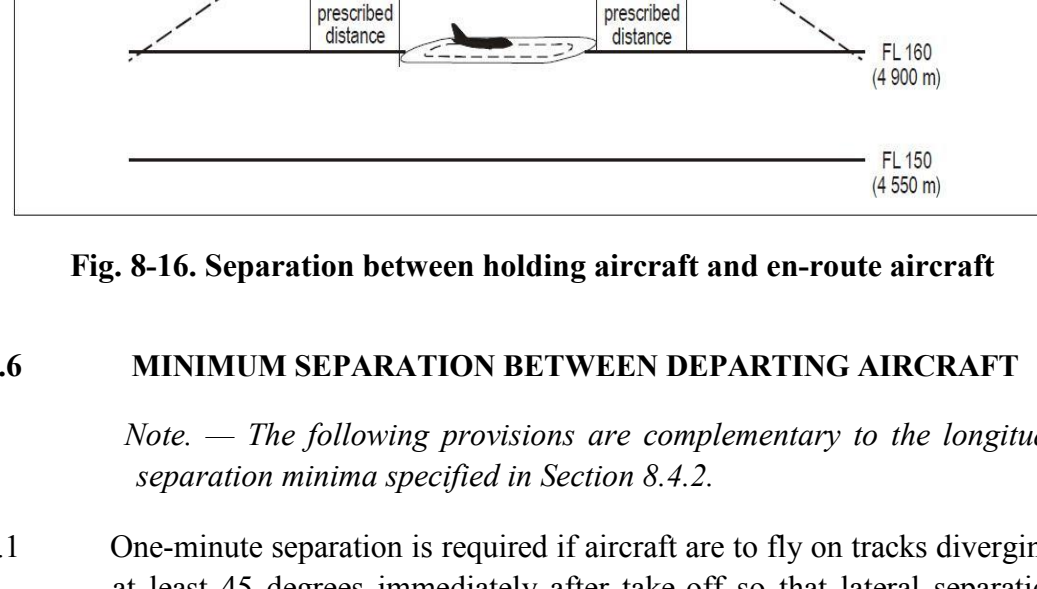 prescribed
distance
prescribed
distance
FL 160
(4 900 m)
FL 150
(4 550 m)
Fig. 8-16. Separation between holding aircraft and en-route aircraft
.6 MINIMUM SEPARATION BETWEEN DEPARTING AIRCRAFT
Note. — The following provisions are complementary to the longitu
separation minima specified in Section 8.4.2.
.1 One-minute separation is required if aircraft are to fly on tracks divergin
at least 45 degrees immediately after take-off so that lateral separatio